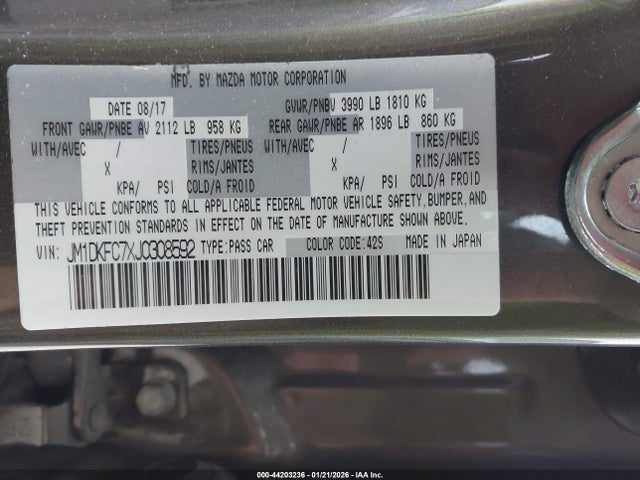 MFD. BY MAZDA MOTOR CORPORATION
DATE 08/17 GVWR/PNBV 3990 LB 1810 KG
FRONT GAWR/PNBE AV 2112 LB 958 KG REAR GAWR/PNBE AR 1896 LB 860 KG
WITH/AVEC / TIRES/PNEUS WITH/AVEC / TIRES/PNEUS
X RIMS/JANTES X RIMS/JANTES
KPA/ PSI COLD/A FROID KPA/ PSI COLD/A FROID
THIS VEHICLE CONFORMS TO ALL APPLICABLE FEDERAL MOTOR VEHICLE SAFETY, BUMPER, AND
THEFT PREVENTION STANDARDS IN EFFECT ON THE DATE OF MANUFACTURE SHOWN ABOVE.
VIN: JM1DKFC7XJ0308592 TYPE:PASS CAR COLOR CODE:42S MADE IN JAPAN
000-44203236 - 01/21/2026 - IAA Inc.